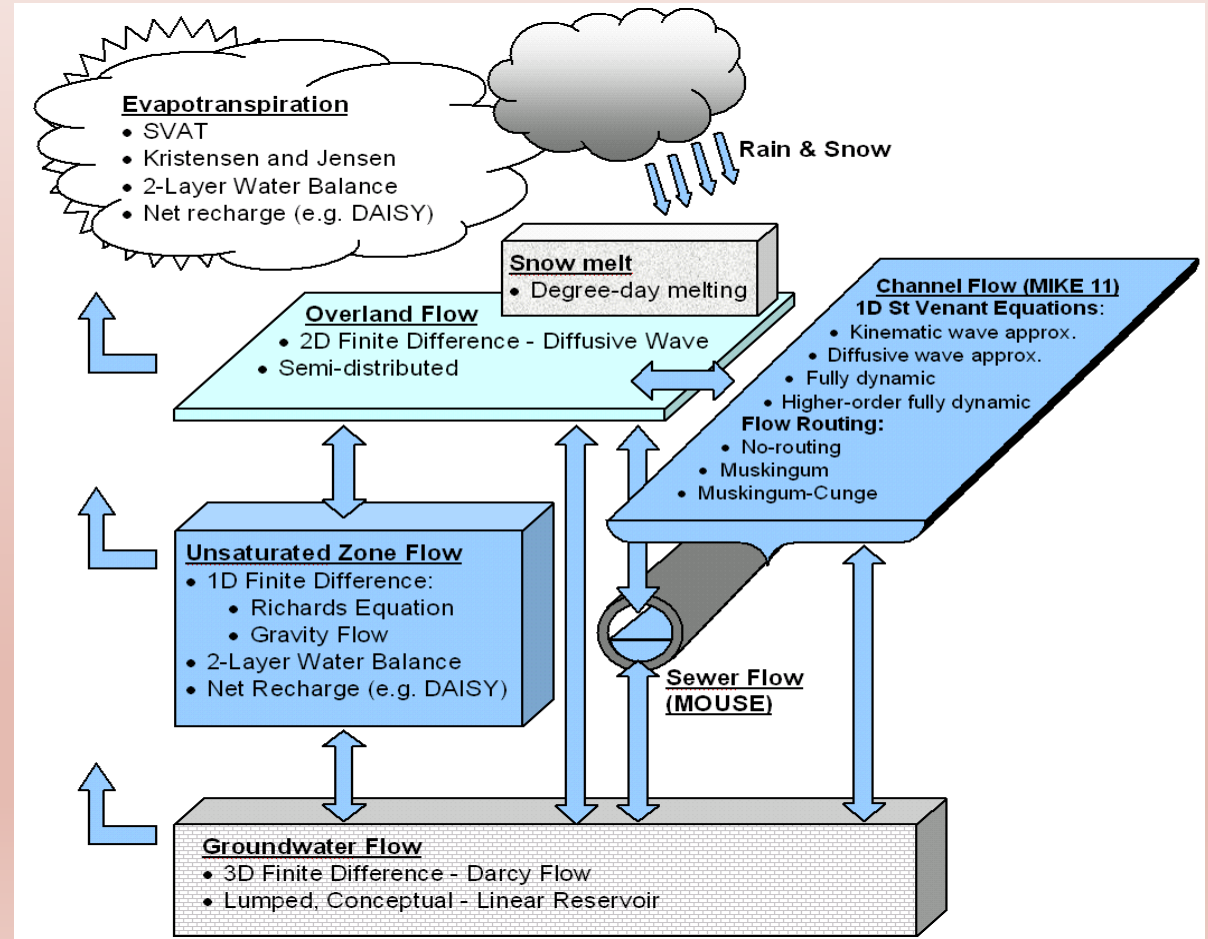 Evapotranspiration
• SVAT
• Kristensen and Jensen
• 2-Layer Water Balance
• Net recharge (e.g. DAISY)
Rain & Snow
Snow melt
• Degree-day melting
Overland Flow
• 2D Finite Difference - Diffusive Wave
• Semi-distributed
Channel Flow (MIKE 11)
1D St Venant Equations:
• Kinematic wave approx.
• Diffusive wave approx.
• Fully dynamic
• Higher-order fully dynamic
Flow Routing:
• No-routing
• Muskingum
• Muskingum-Cunge
Unsaturated Zone Flow
• 1D Finite Difference:
• Richards Equation
• Gravity Flow
• 2-Layer Water Balance
• Net Recharge (e.g. DAISY)
Sewer Flow
(MOUSE)
Groundwater Flow
• 3D Finite Difference - Darcy Flow
• Lumped, Conceptual - Linear Reservoir